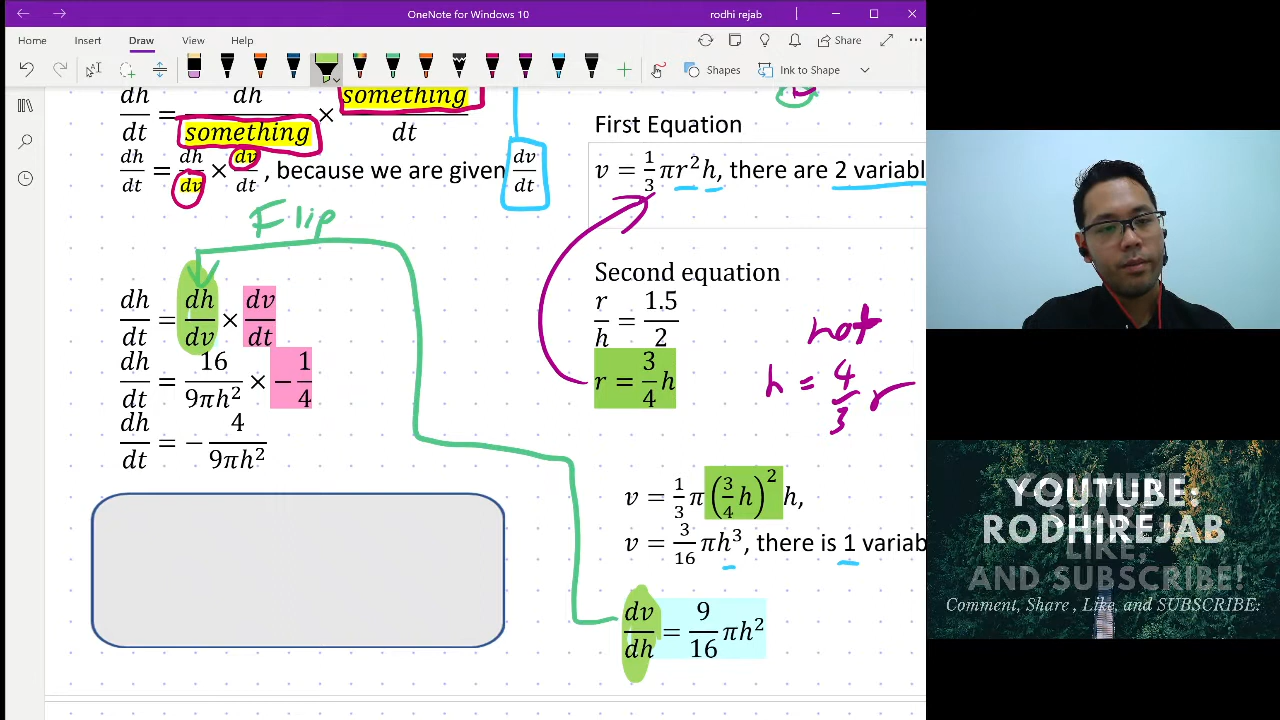 OneNote for Windows 10
rodhi rejab
Home Insert Draw View Help
Share
Shapes
Ink to Shape
dh/dt = dh/something × something/dt
dh/dt = dh/dv × dv/dt, because we are given dv/dt
Flip
dh/dt = dh/dv × dv/dt
dh/dt = 16/9πh² × −1/4
dh/dt = −4/9πh²
First Equation
v = 1/3 πr²h, there are 2 variabl
Second equation
r/h = 1.5/2
r = 3/4 h
not
h = 4/3 r
v = 1/3 π(3/4 h)²h,
v = 3/16 πh³, there is 1 variab
dv/dh = 9/16 πh²
YOUTUBE:
RODHIREJAB
LIKE,
AND SUBSCRIBE!
Comment, Share , Like, and SUBSCRIBE: